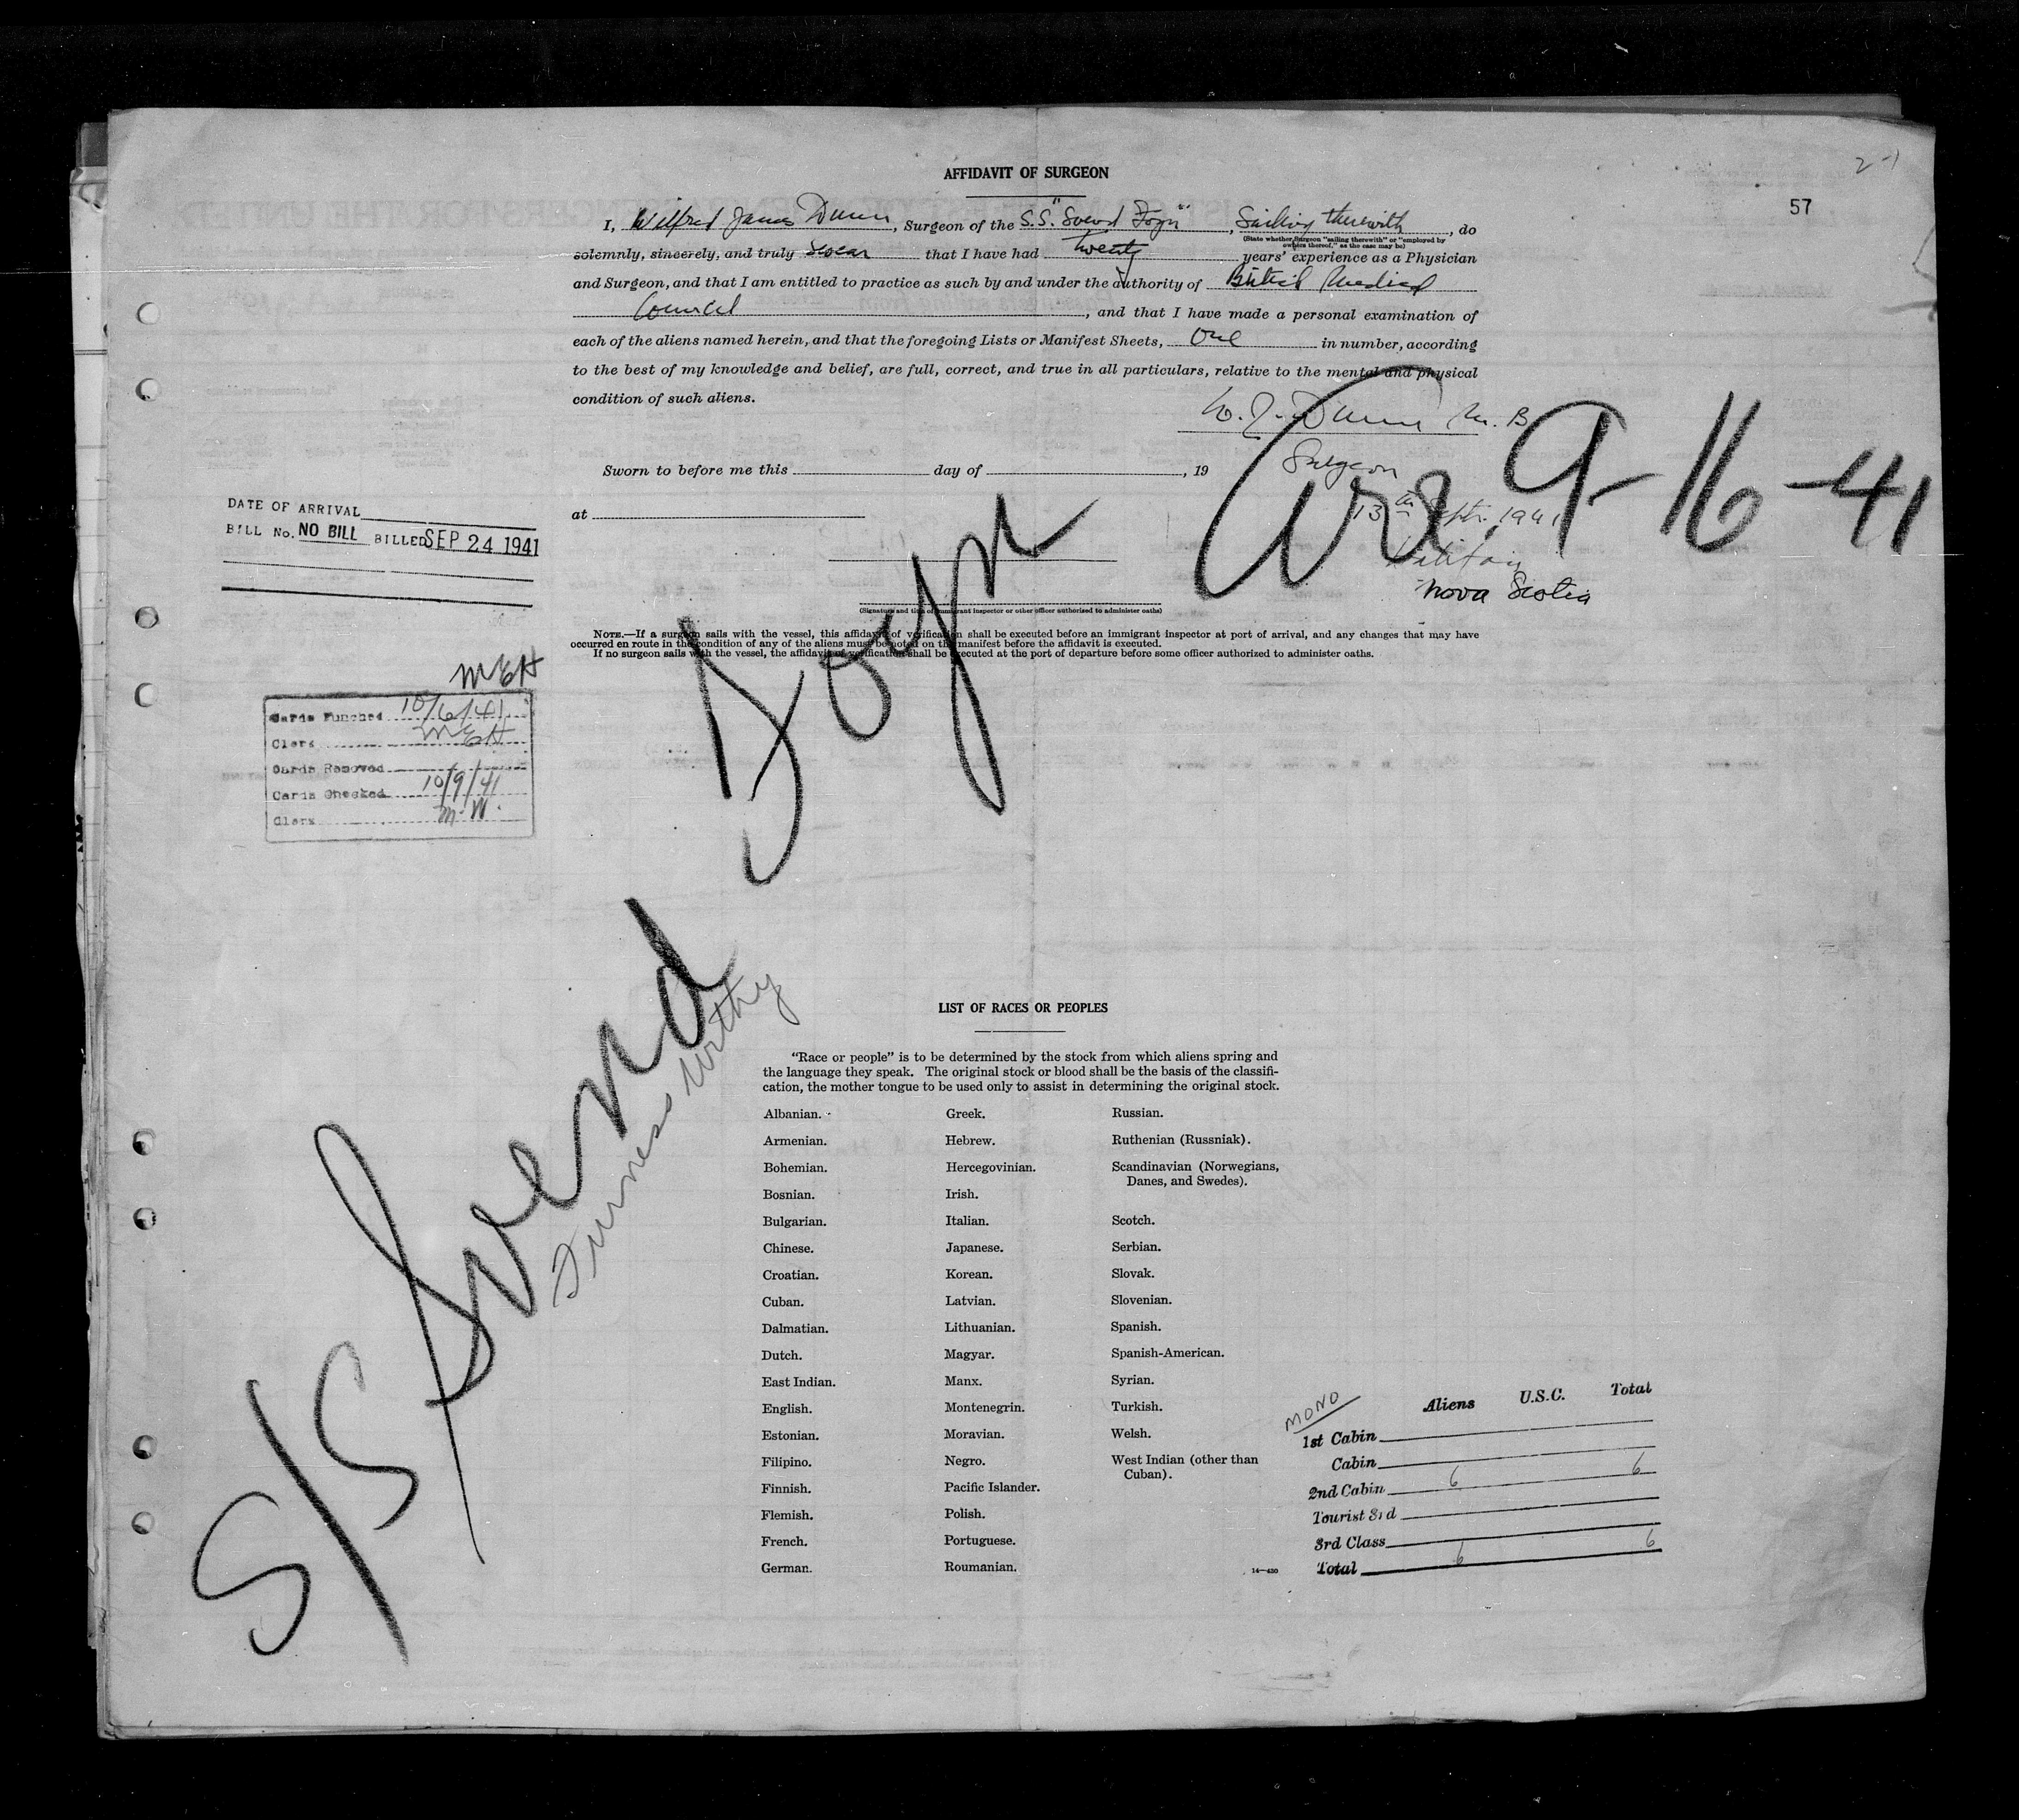 2-1
57
AFFIDAVIT OF SURGEON
I, Wilfred James Dunn, Surgeon of the S.S. "Svend Foyn", Sailing therewith, do
(State whether Surgeon "sailing therewith" or "employed by
owners thereof," as the case may be)
solemnly, sincerely, and truly swear that I have had Twenty years' experience as a Physician
and Surgeon, and that I am entitled to practice as such by and under the authority of British Medical
Council, and that I have made a personal examination of
each of the aliens named herein, and that the foregoing Lists or Manifest Sheets, One in number, according
to the best of my knowledge and belief, are full, correct, and true in all particulars, relative to the mental and physical
condition of such aliens.
W. J. Dunn M. B
Surgeon
Sworn to before me this day of , 19
13th Sept. 1941
at
Nova Scotia
Arr 9-16-41
DATE OF ARRIVAL
BILL No. NO BILL BILLED SEP 24 1941
(Signature and title of immigrant inspector or other officer authorized to administer oaths)
NOTE.—If a surgeon sails with the vessel, this affidavit of verification shall be executed before an immigrant inspector at port of arrival, and any changes that may have
occurred en route in the condition of any of the aliens must be noted on the manifest before the affidavit is executed.
If no surgeon sails with the vessel, the affidavit of verification shall be executed at the port of departure before some officer authorized to administer oaths.
MEH
Cards Punched 10/6/41
Clerk MEH
Cards Removed
Cards Checked 10/9/41
Clerk M.W.
S/S Svend Foyn
Furness Withy
LIST OF RACES OR PEOPLES
"Race or people" is to be determined by the stock from which aliens spring and
the language they speak. The original stock or blood shall be the basis of the classifi-
cation, the mother tongue to be used only to assist in determining the original stock.
Albanian.
Armenian.
Bohemian.
Bosnian.
Bulgarian.
Chinese.
Croatian.
Cuban.
Dalmatian.
Dutch.
East Indian.
English.
Estonian.
Filipino.
Finnish.
Flemish.
French.
German.
Greek.
Hebrew.
Hercegovinian.
Irish.
Italian.
Japanese.
Korean.
Latvian.
Lithuanian.
Magyar.
Manx.
Montenegrin.
Moravian.
Negro.
Pacific Islander.
Polish.
Portuguese.
Roumanian.
Russian.
Ruthenian (Russniak).
Scandinavian (Norwegians,
Danes, and Swedes).
Scotch.
Serbian.
Slovak.
Slovenian.
Spanish.
Spanish-American.
Syrian.
Turkish.
Welsh.
West Indian (other than
Cuban).
14—430
MONO
Aliens U.S.C. Total
1st Cabin
Cabin
2nd Cabin 6 6
Tourist 3rd
3rd Class
Total 6 6